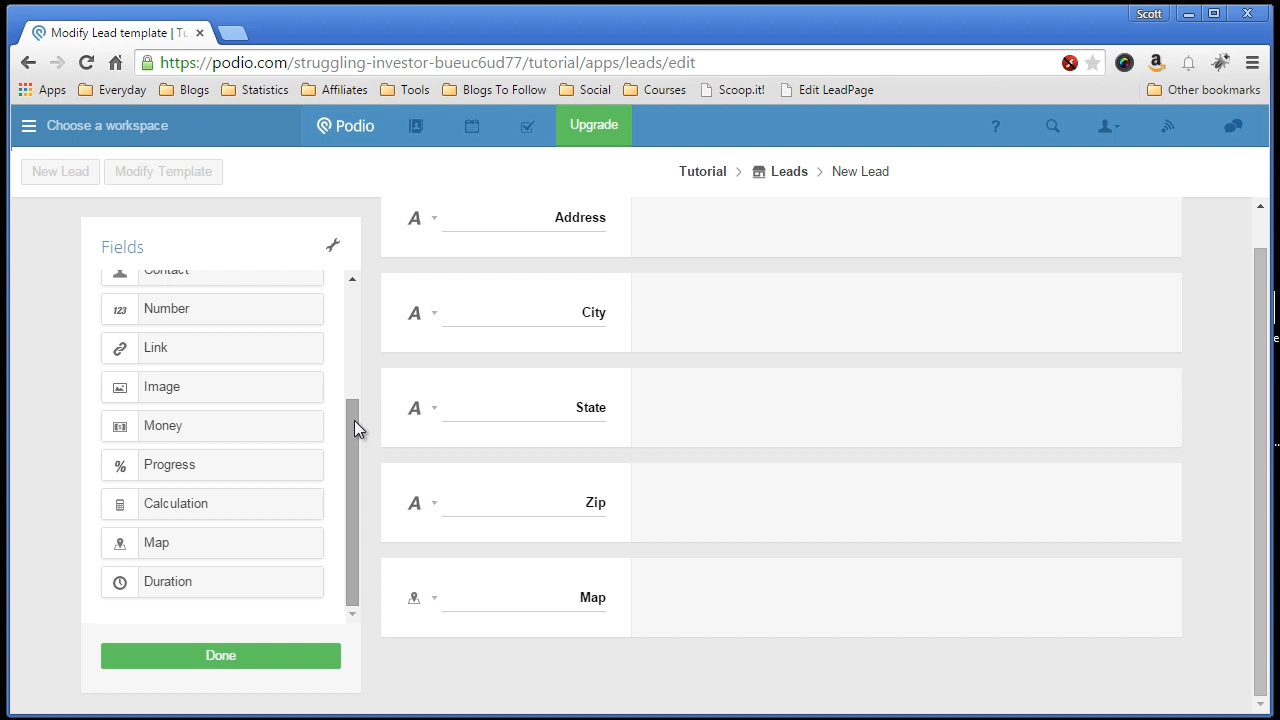 Scott
Modify Lead template | Tu
https://podio.com/struggling-investor-bueuc6ud77/tutorial/apps/leads/edit
Apps Everyday Blogs Statistics Affiliates Tools Blogs To Follow Social Courses Scoop.it! Edit LeadPage Other bookmarks
Choose a workspace Podio Upgrade ?
New Lead Modify Template Tutorial > Leads > New Lead
Fields
Contact
123 Number
Link
Image
Money
% Progress
Calculation
Map
Duration
Done
A Address
A City
A State
A Zip
Map